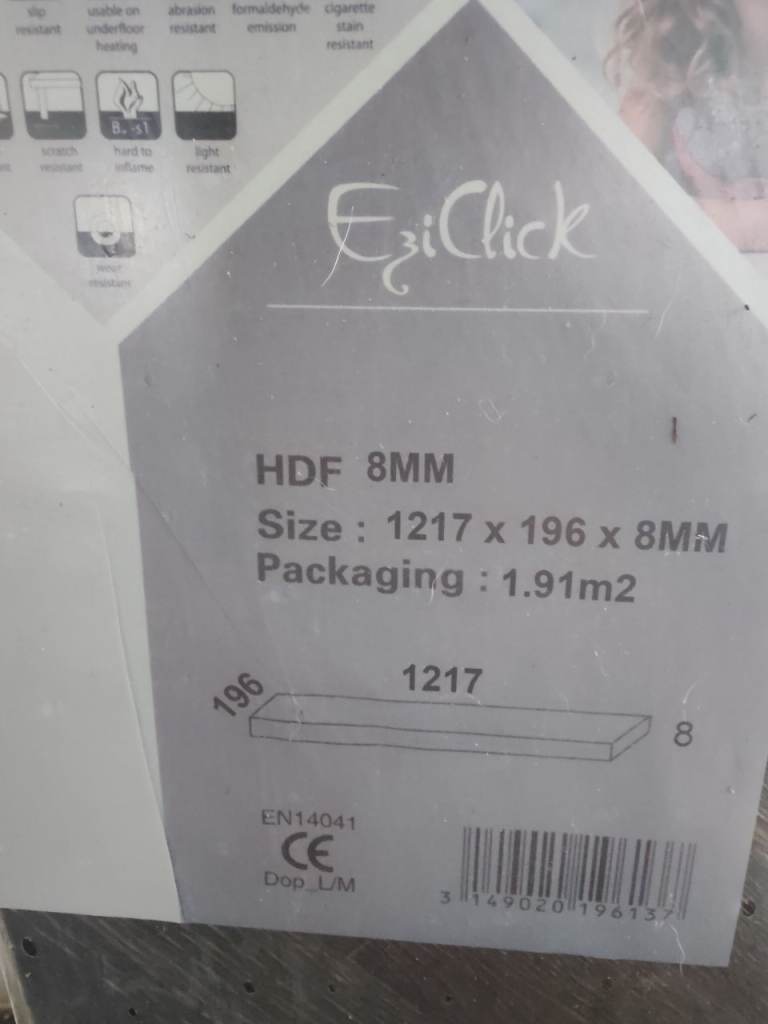 slip resistant
usable on underfloor heating
abrasion resistant
formaldehyde emission
cigarette stain resistant
scratch resistant
hard to inflame
light resistant
wear resistant
EziClick
HDF 8MM
Size : 1217 x 196 x 8MM
Packaging : 1.91m2
196
1217
8
EN14041
CE
Dop_L/M
3 149020 196137